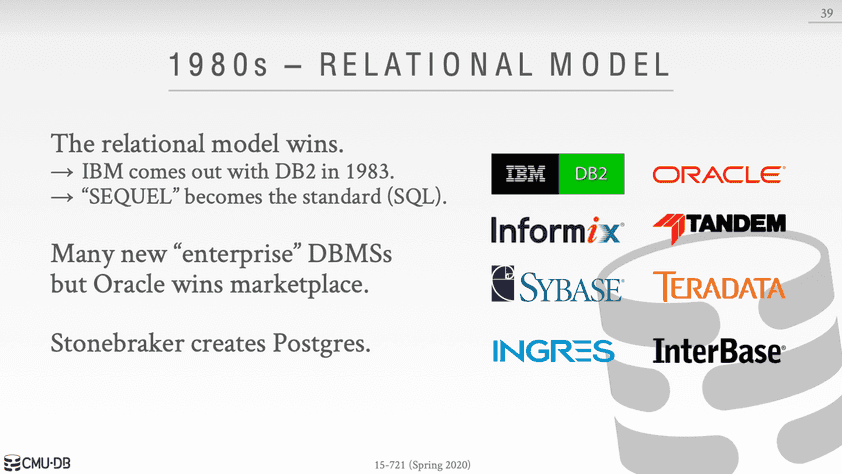 39
1980s – RELATIONAL MODEL
The relational model wins.
→ IBM comes out with DB2 in 1983.
→ “SEQUEL” becomes the standard (SQL).
Many new “enterprise” DBMSs
but Oracle wins marketplace.
Stonebraker creates Postgres.
IBM DB2
ORACLE®
Informix®
TANDEM
SYBASE®
TERADATA
INGRES
InterBase®
CMU·DB
15-721 (Spring 2020)